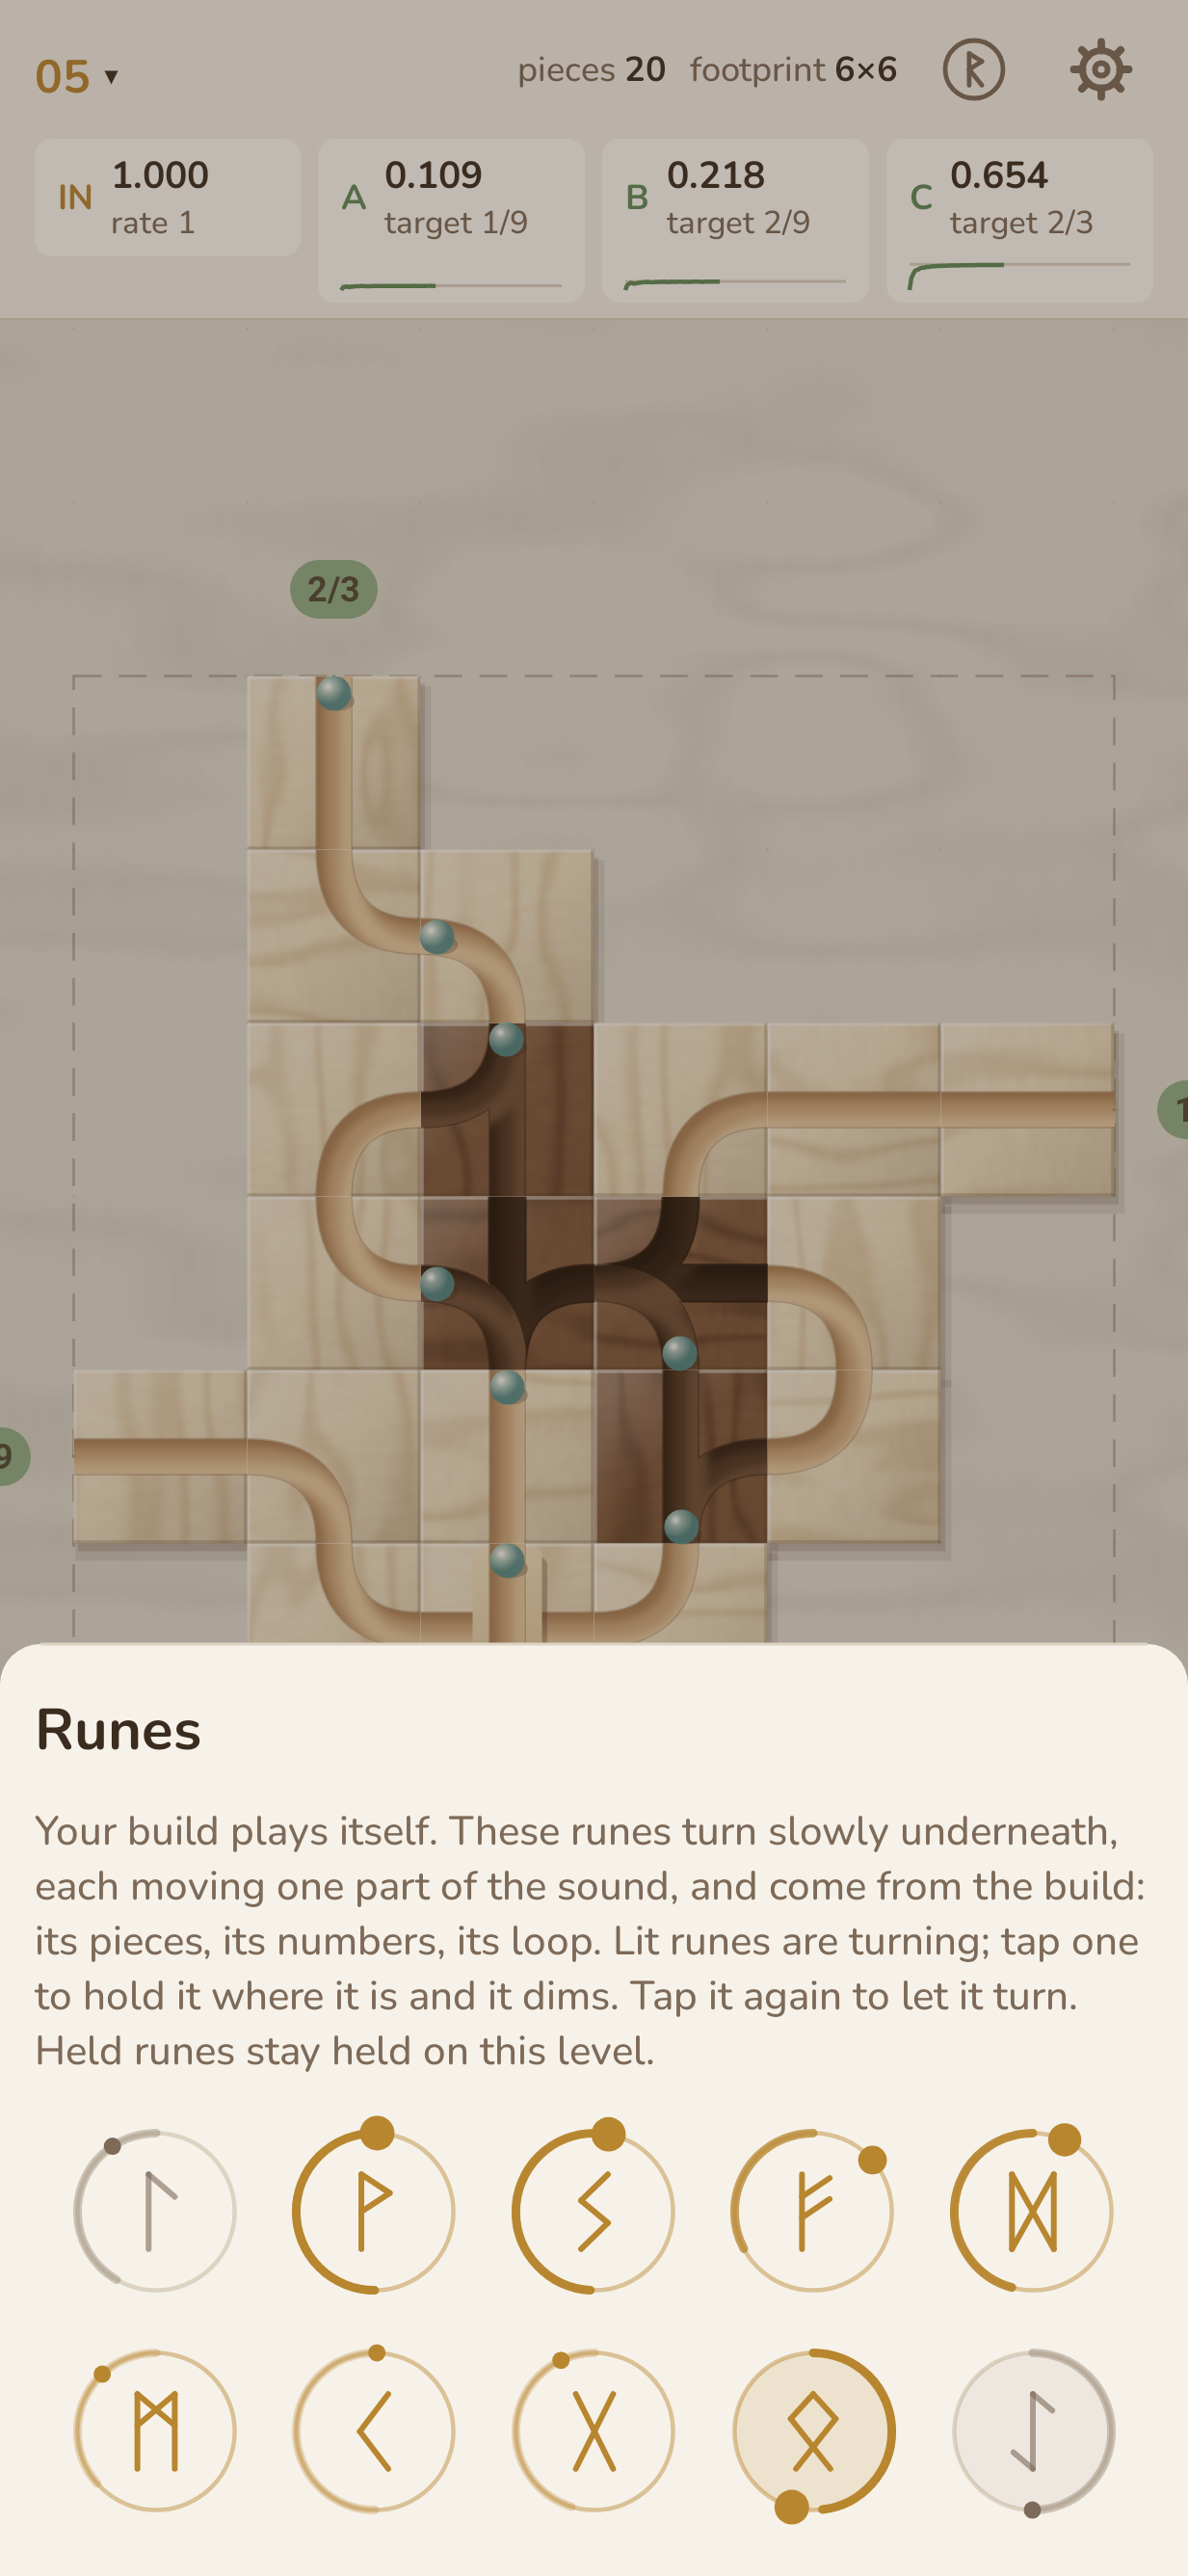 05 ▾ pieces 20 footprint 6×6 ᚱ
IN 1.000 rate 1
A 0.109 target 1/9
B 0.218 target 2/9
C 0.654 target 2/3
2/3
1
9
Runes
Your build plays itself. These runes turn slowly underneath,
each moving one part of the sound, and come from the build:
its pieces, its numbers, its loop. Lit runes are turning; tap one
to hold it where it is and it dims. Tap it again to let it turn.
Held runes stay held on this level.
ᛚ ᚹ ᛊ ᚠ ᛞ
ᛗ ᚲ ᚷ ᛟ ᛇ